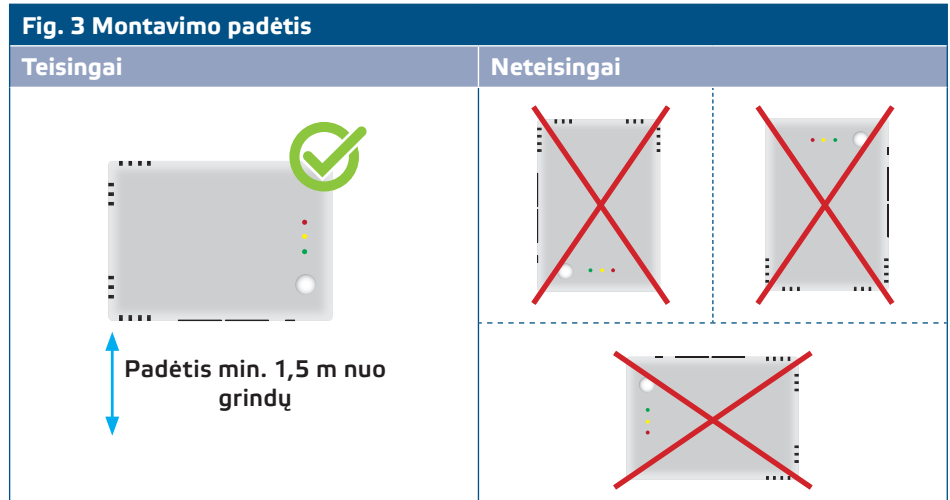 Fig. 3 Montavimo padėtis
Teisingai
Neteisingai
Padėtis min. 1,5 m nuo
grindų